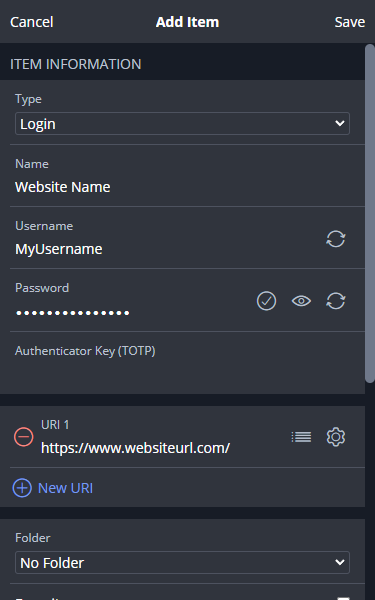 Cancel Add Item Save
ITEM INFORMATION
Type
Login
Name
Website Name
Username
MyUsername
Password
•••••••••••••••
Authenticator Key (TOTP)
URI 1
https://www.websiteurl.com/
New URI
Folder
No Folder